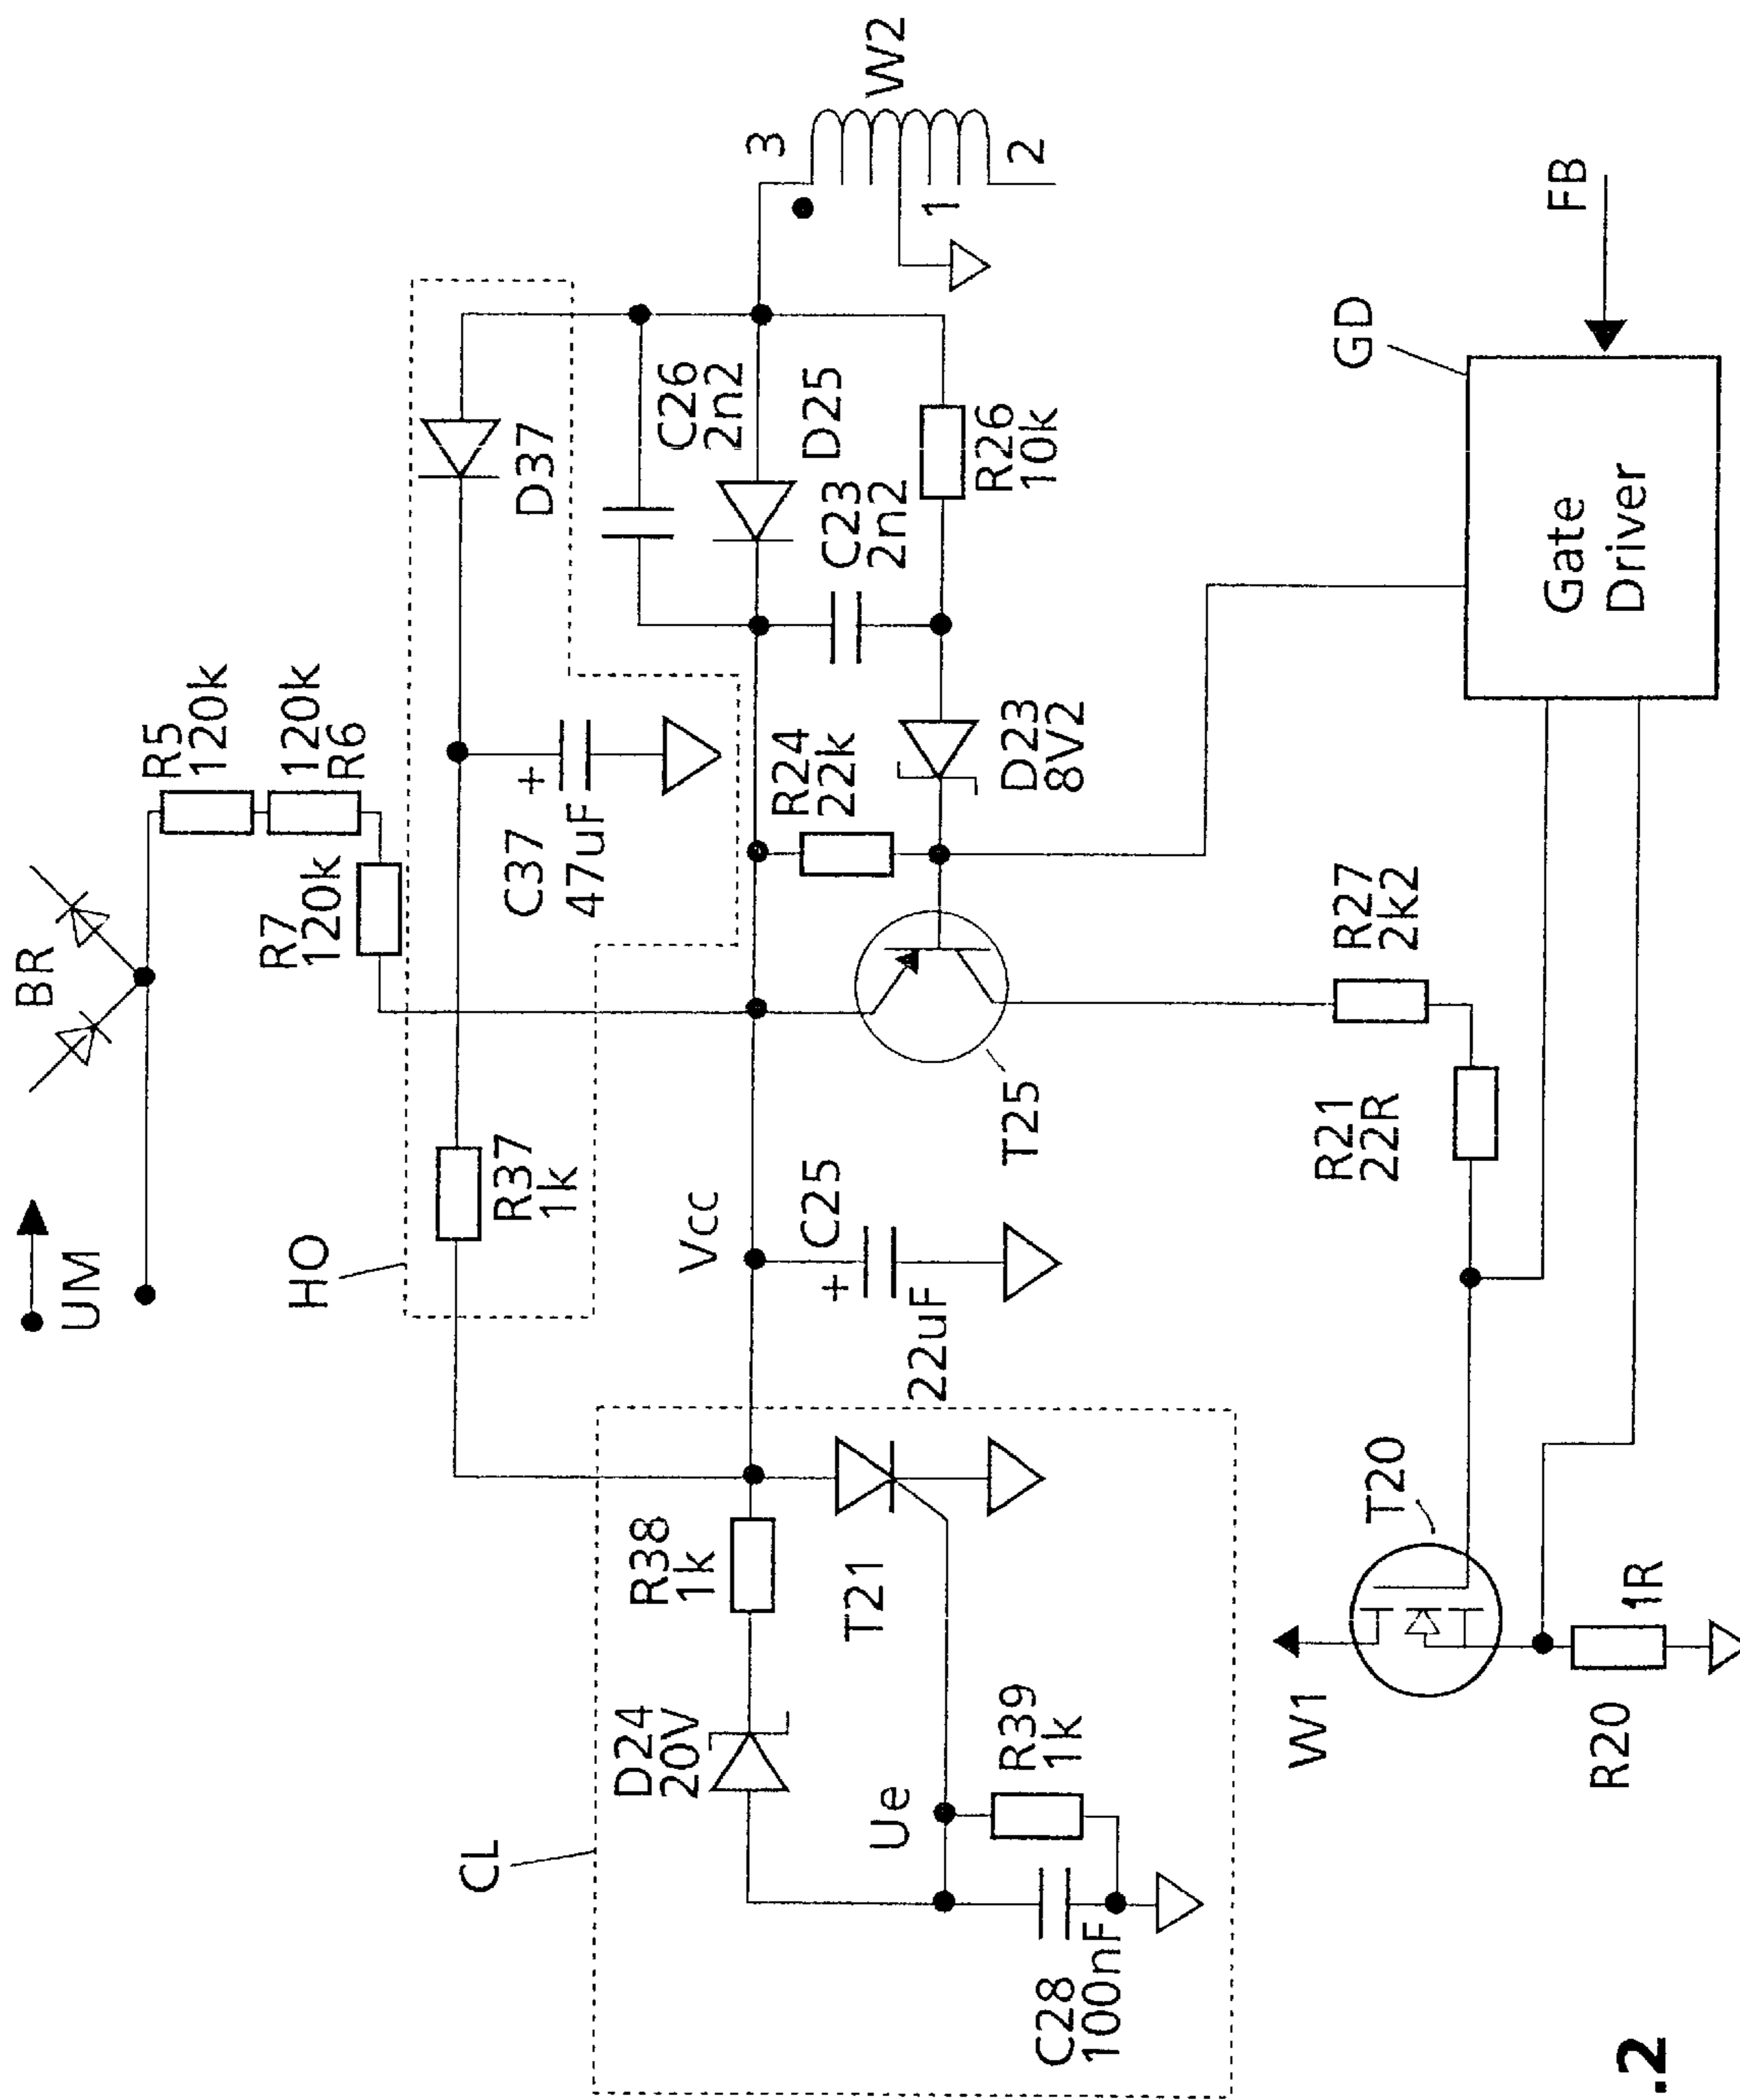 UM
BR
R5
120k
120k
R6
R7
120k
HO
R37
1k
C37
+
47uF
D37
C26
2n2
D25
C23
2n2
R26
10k
3
W2
1
2
Vcc
+
C25
22uF
R24
22k
D23
8V2
T25
CL
D24
20V
R38
1k
T21
Ue
R39
1k
C28
100nF
R27
2k2
R21
22R
GD
FB
Gate
Driver
T20
W1
R20
1R
.2